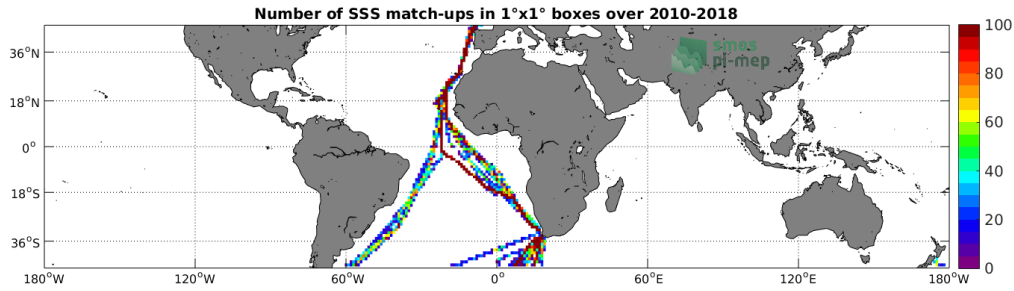 Number of SSS match-ups in 1°x1° boxes over 2010-2018
smos
pi-mep
36°N
18°N
0°
18°S
36°S
180°W 120°W 60°W 0° 60°E 120°E 180°W
100
80
60
40
20
0